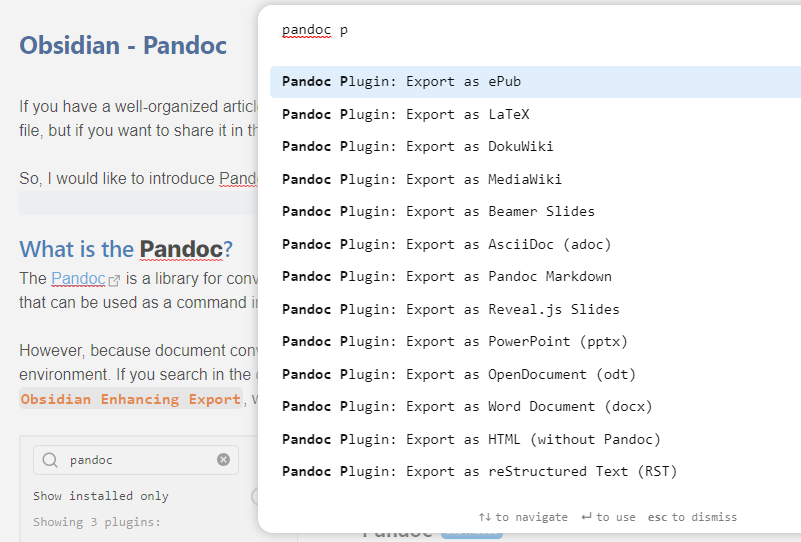 Obsidian - Pandoc
If you have a well-organized
file, but if you want to share it in
So, I would like to introduce
What is the Pandoc?
The Pandoc is a library for
that can be used as a command
However, because document
environment. If you search in the
Obsidian Enhancing Export,
pandoc
Show installed only
Showing 3 plugins:
pandoc p
Pandoc Plugin: Export as ePub
Pandoc Plugin: Export as LaTeX
Pandoc Plugin: Export as DokuWiki
Pandoc Plugin: Export as MediaWiki
Pandoc Plugin: Export as Beamer Slides
Pandoc Plugin: Export as AsciiDoc (adoc)
Pandoc Plugin: Export as Pandoc Markdown
Pandoc Plugin: Export as Reveal.js Slides
Pandoc Plugin: Export as PowerPoint (pptx)
Pandoc Plugin: Export as OpenDocument (odt)
Pandoc Plugin: Export as Word Document (docx)
Pandoc Plugin: Export as HTML (without Pandoc)
Pandoc Plugin: Export as reStructured Text (RST)
↑↓ to navigate ↵ to use esc to dismiss